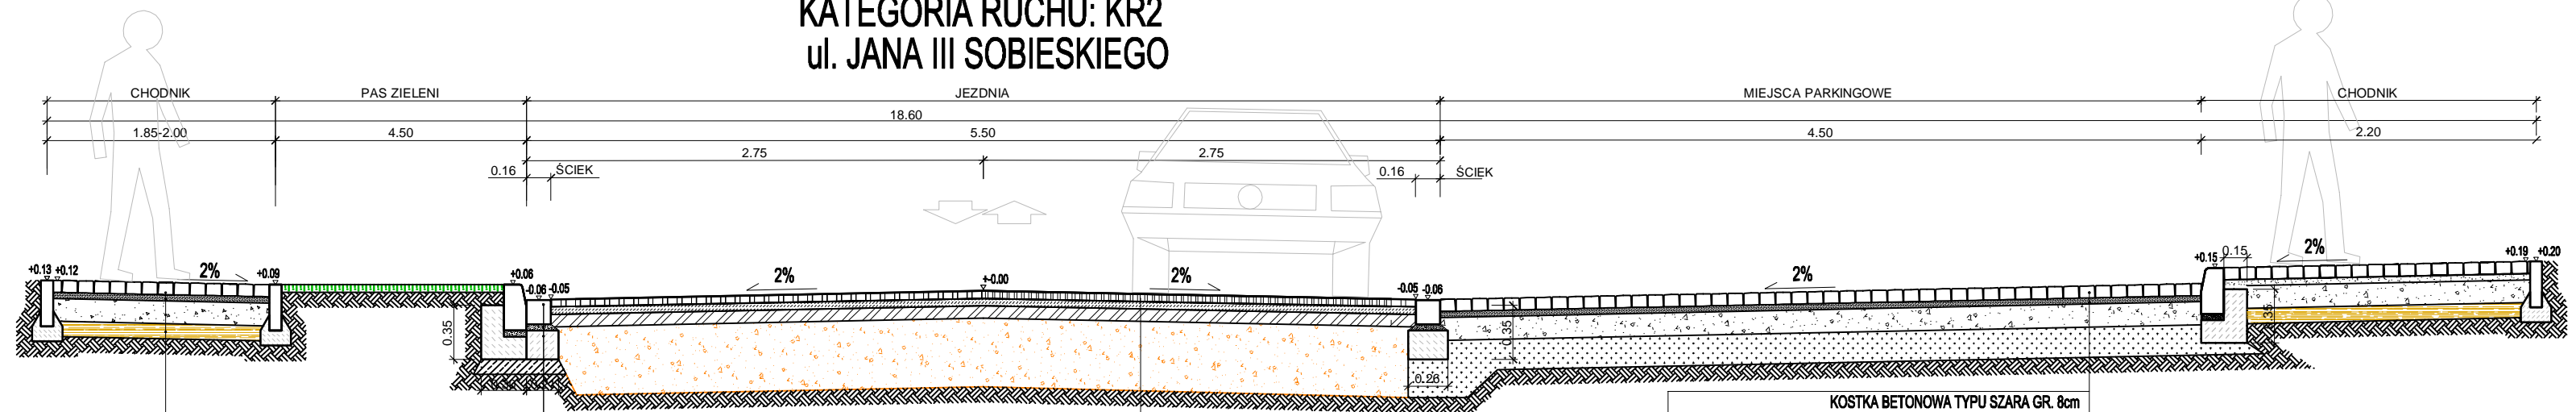 KATEGORIA RUCHU: KR2
ul. JANA III SOBIESKIEGO
CHODNIK PAS ZIELENI JEZDNIA MIEJSCA PARKINGOWE CHODNIK
18.60
1.85-2.00 4.50 5.50 4.50 2.20
2.75 2.75
0.16 ŚCIEK 0.16 ŚCIEK
+0.13 +0.12 2% +0.09 +0.06 -0.06 -0.05 2% +-0.00 2% -0.05 -0.06 2% +0.15 0.15 2% +0.19 +0.20
0.35 0.35
0.26
KOSTKA BETONOWA TYPU SZARA GR. 8cm